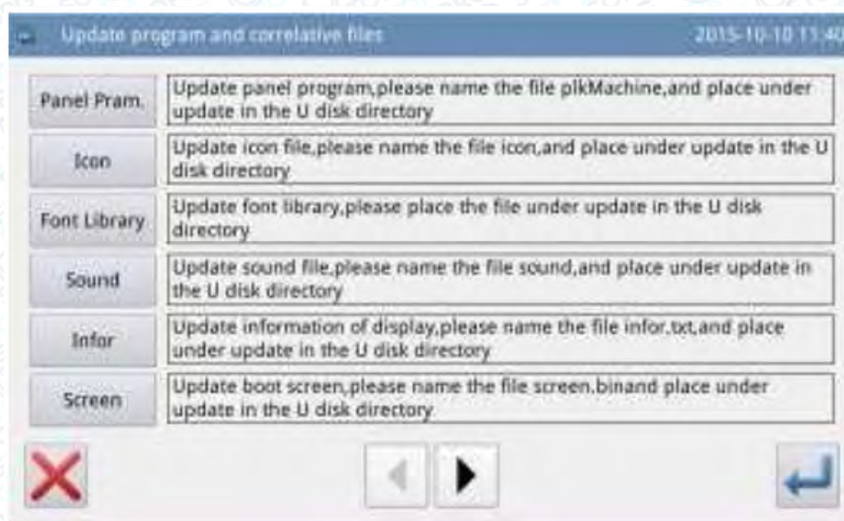 Update program and correlative files
2015-10-10 11:40
Panel Pram.
Update panel program,please name the file plkMachine,and place under
update in the U disk directory
Icon
Update icon file,please name the file icon,and place under update in the U
disk directory
Font Library
Update font library,please place the file under update in the U disk
directory
Sound
Update sound file,please name the file sound,and place under update in
the U disk directory
Infor
Update information of display,please name the file infor.txt,and place
under update in the U disk directory
Screen
Update boot screen,please name the file screen.binand place under
update in the U disk directory